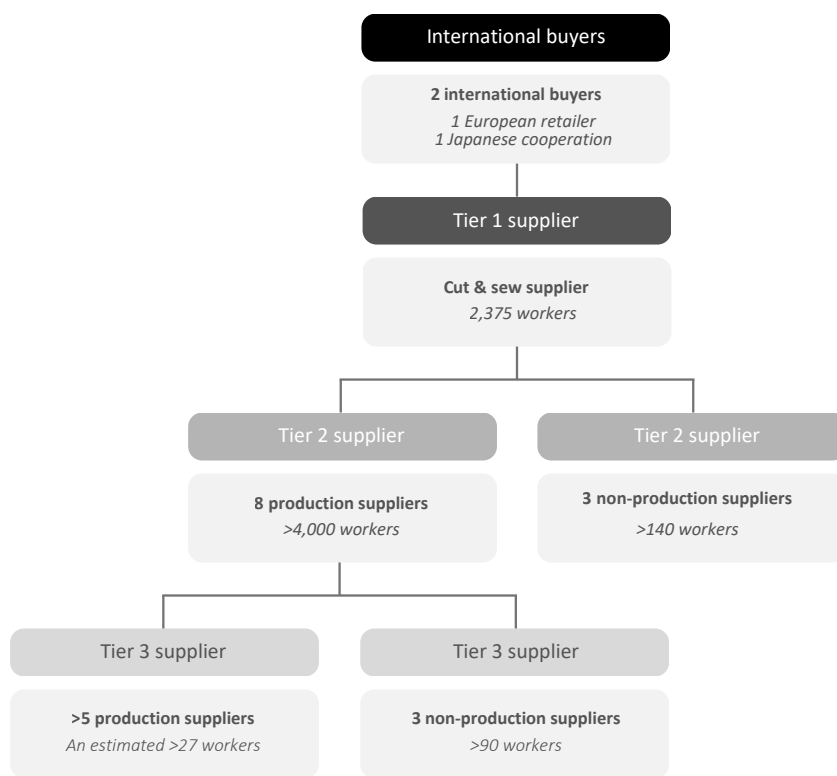 International buyers
2 international buyers
1 European retailer
1 Japanese cooperation
Tier 1 supplier
Cut & sew supplier
2,375 workers
Tier 2 supplier
8 production suppliers
>4,000 workers
Tier 2 supplier
3 non-production suppliers
>140 workers
Tier 3 supplier
>5 production suppliers
An estimated >27 workers
Tier 3 supplier
3 non-production suppliers
>90 workers